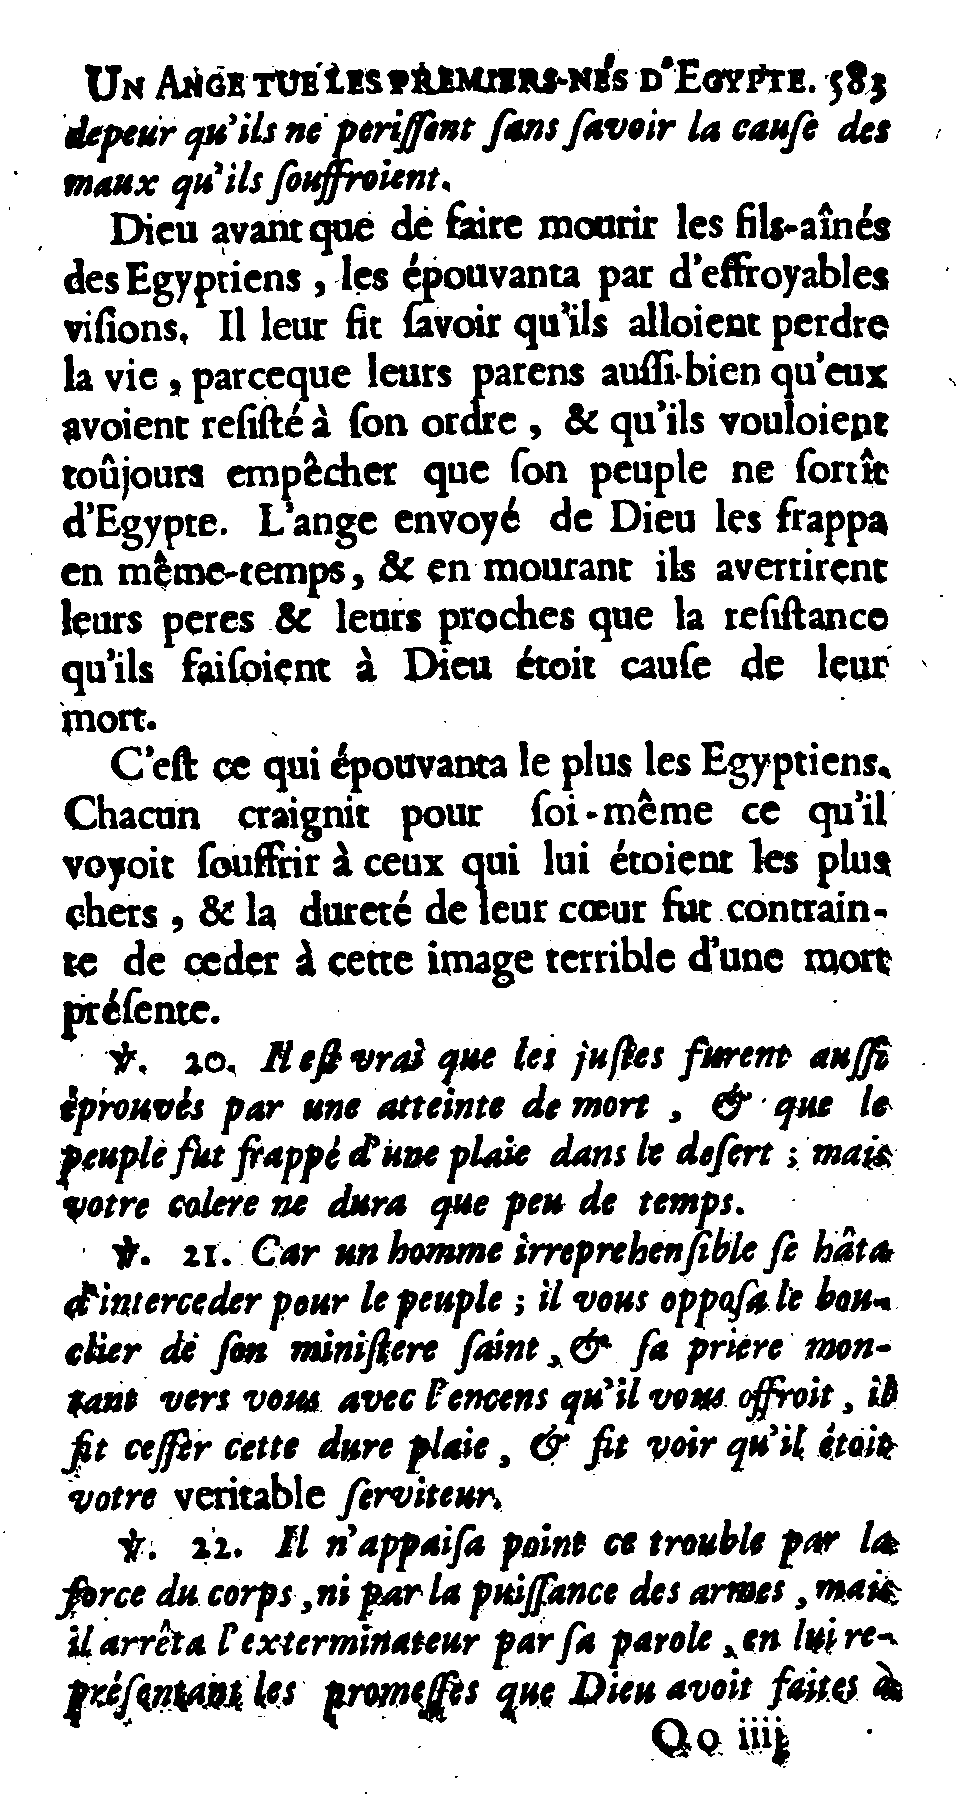 UN ANGE TUE LES PREMIERS-NÉS D'EGYPTE. 583
depeur qu'ils ne periſſent ſans ſavoir la cauſe des
maux qu'ils ſouffroient.
Dieu avant que de faire mourir les fils-aînés
des Egyptiens, les épouvanta par d'effroyables
viſions. Il leur fit ſavoir qu'ils alloient perdre
la vie, parceque leurs parens auſſi-bien qu'eux
avoient reſiſté à ſon ordre, & qu'ils vouloient
toûjours empêcher que ſon peuple ne ſortît
d'Egypte. L'ange envoyé de Dieu les frappa
en même-temps, & en mourant ils avertirent
leurs peres & leurs proches que la reſiſtance
qu'ils faiſoient à Dieu étoit cauſe de leur
mort.
C'eſt ce qui épouvanta le plus les Egyptiens.
Chacun craignit pour ſoi-même ce qu'il
voyoit ſouffrir à ceux qui lui étoient les plus
chers, & la dureté de leur cœur fut contrain-
te de ceder à cette image terrible d'une mort
préſente.
℣. 20. Il eſt vrai que les juſtes furent auſſi
éprouvés par une atteinte de mort, & que le
peuple fut frappé d'une plaie dans le deſert; mais
votre colere ne dura que peu de temps.
℣. 21. Car un homme irreprehenſible ſe hâta
d'interceder pour le peuple; il vous oppoſa le bou-
clier de ſon miniſtere ſaint, & ſa priere mon-
tant vers vous avec l'encens qu'il vous offroit, il
fit ceſſer cette dure plaie, & fit voir qu'il étoit
votre veritable ſerviteur.
℣. 22. Il n'appaiſa point ce trouble par la
force du corps, ni par la puiſſance des armes, mais
il arrêta l'exterminateur par ſa parole, en lui re-
préſentant les promeſſes que Dieu avoit faites à
Oo iiij